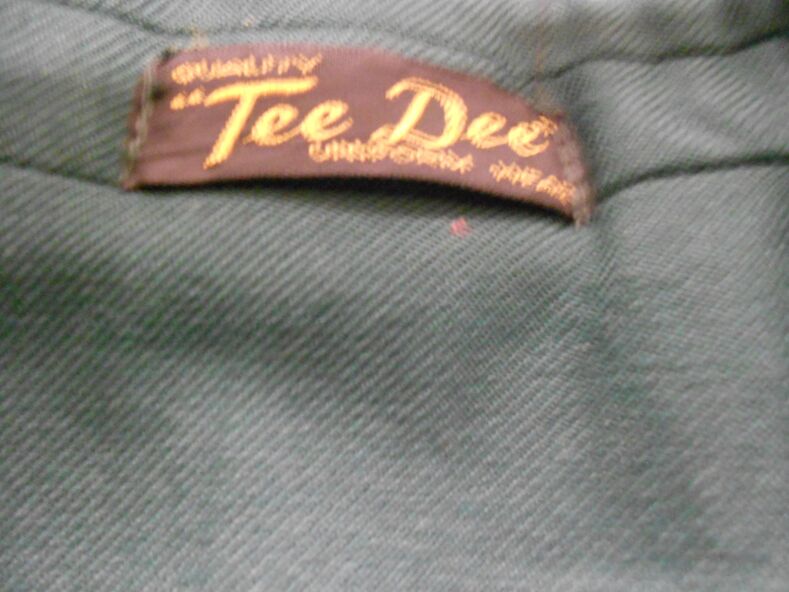 QUALITY
"Tee Dee"
UNIFORM WEAR